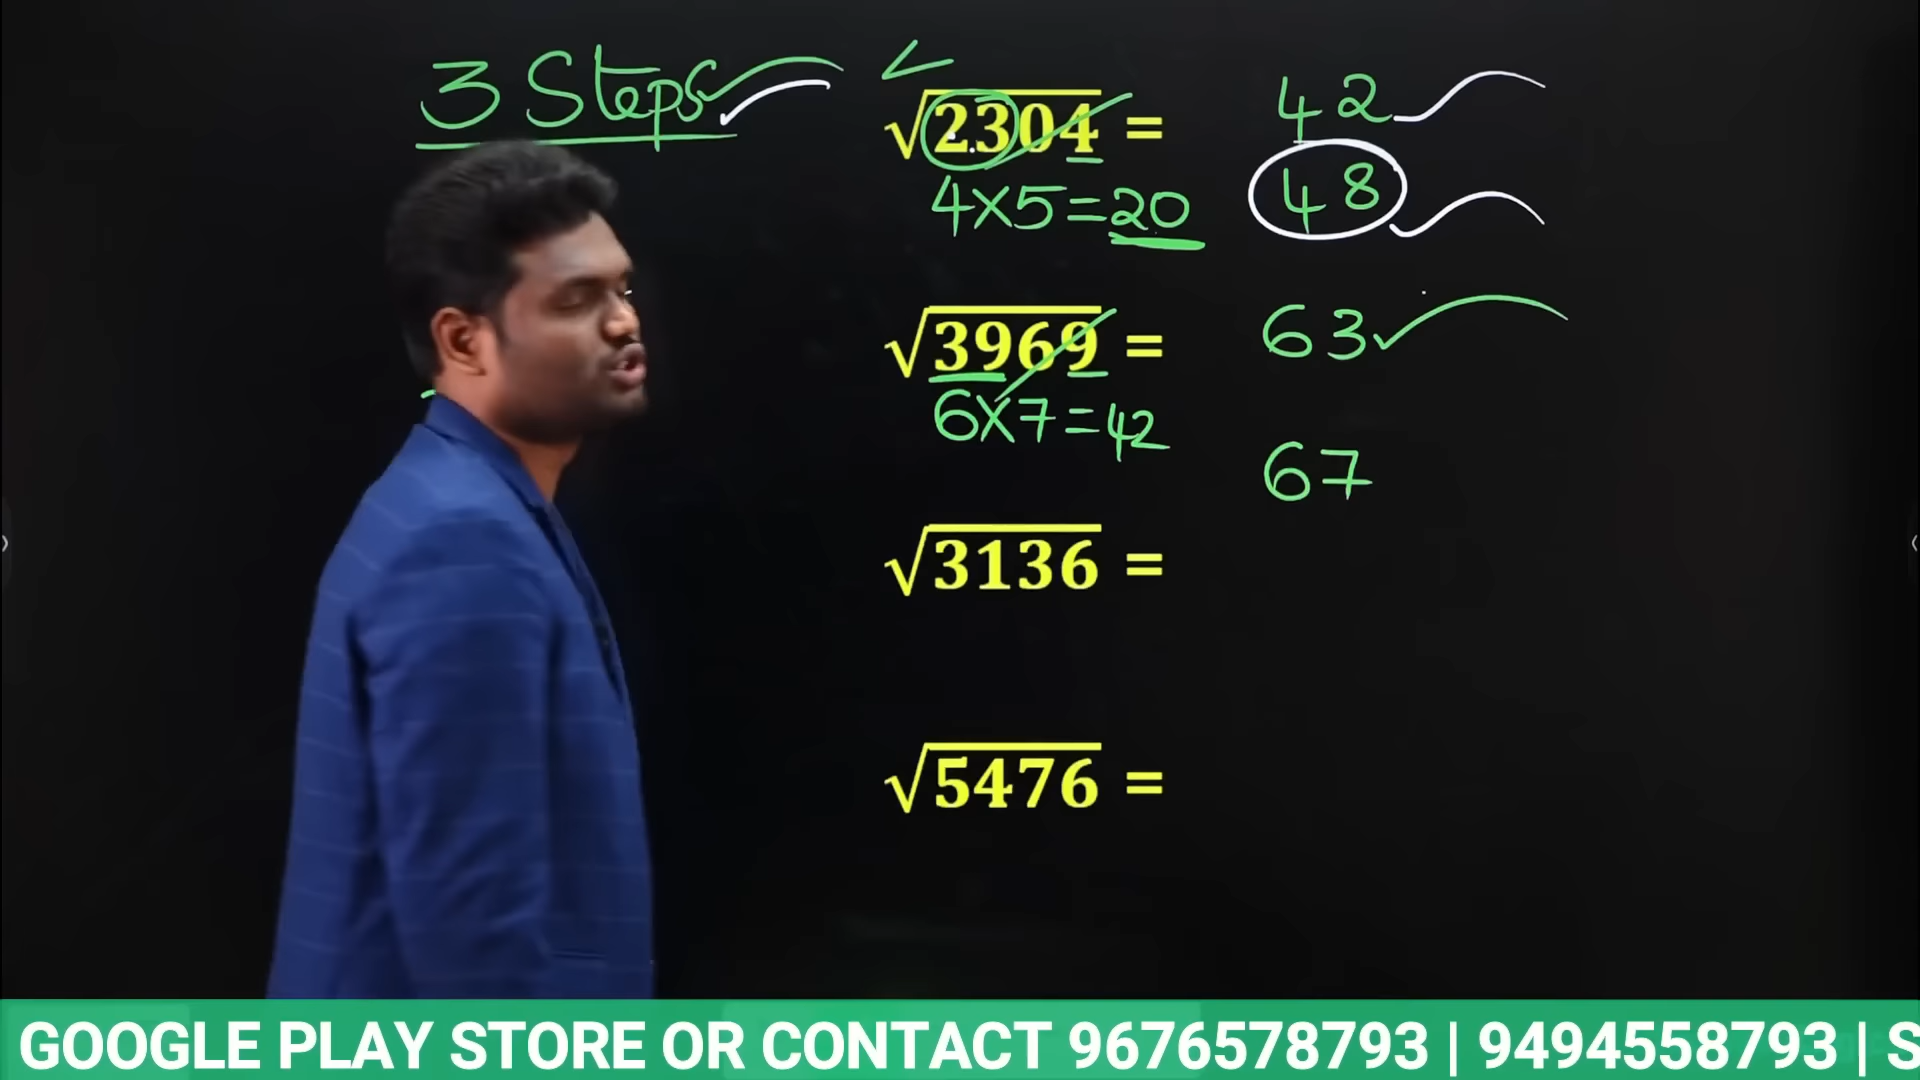 3 Steps
√2304 = 42
4×5=20 48
√3969 = 63
6×7=42
67
√3136 =
√5476 =
GOOGLE PLAY STORE OR CONTACT 9676578793 | 9494558793 | S